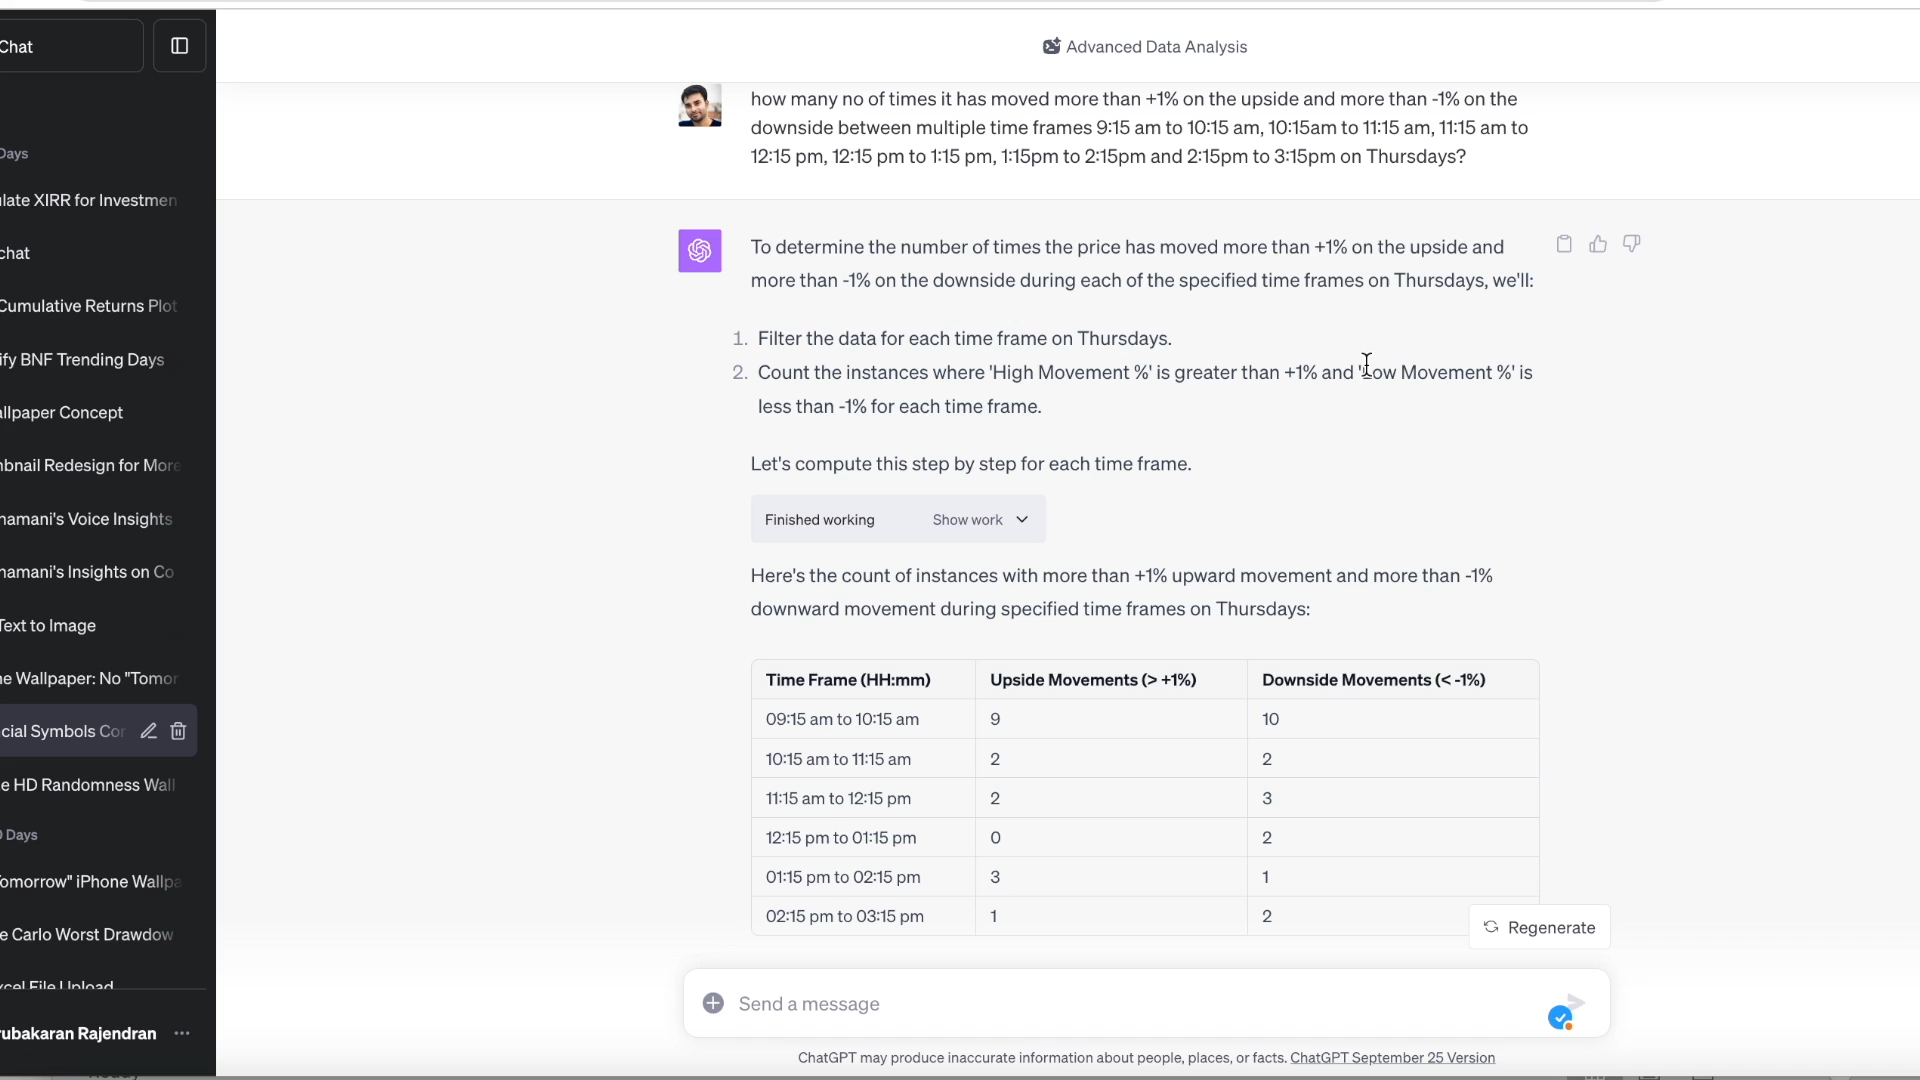 Chat
Advanced Data Analysis
how many no of times it has moved more than +1% on the upside and more than -1% on the
downside between multiple time frames 9:15 am to 10:15 am, 10:15am to 11:15 am, 11:15 am to
12:15 pm, 12:15 pm to 1:15 pm, 1:15pm to 2:15pm and 2:15pm to 3:15pm on Thursdays?
Days
ulate XIRR for Investmen
chat
Cumulative Returns Plot
ify BNF Trending Days
allpaper Concept
nbnail Redesign for More
hamani's Voice Insights
hamani's Insights on Co
Text to Image
ne Wallpaper: No "Tomor
cial Symbols Cor
e HD Randomness Wall
0 Days
omorrow" iPhone Wallpa
e Carlo Worst Drawdow
xcel File Upload
ubakaran Rajendran
To determine the number of times the price has moved more than +1% on the upside and
more than -1% on the downside during each of the specified time frames on Thursdays, we'll:
1. Filter the data for each time frame on Thursdays.
2. Count the instances where 'High Movement %' is greater than +1% and 'Low Movement %' is
less than -1% for each time frame.
Let's compute this step by step for each time frame.
Finished working Show work
Here's the count of instances with more than +1% upward movement and more than -1%
downward movement during specified time frames on Thursdays:
Time Frame (HH:mm) Upside Movements (> +1%) Downside Movements (< -1%)
09:15 am to 10:15 am 9 10
10:15 am to 11:15 am 2 2
11:15 am to 12:15 pm 2 3
12:15 pm to 01:15 pm 0 2
01:15 pm to 02:15 pm 3 1
02:15 pm to 03:15 pm 1 2
Regenerate
Send a message
ChatGPT may produce inaccurate information about people, places, or facts. ChatGPT September 25 Version